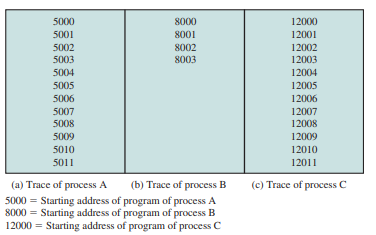 5000 8000 12000
5001 8001 12001
5002 8002 12002
5003 8003 12003
5004 12004
5005 12005
5006 12006
5007 12007
5008 12008
5009 12009
5010 12010
5011 12011
(a) Trace of process A (b) Trace of process B (c) Trace of process C
5000 = Starting address of program of process A
8000 = Starting address of program of process B
12000 = Starting address of program of process C